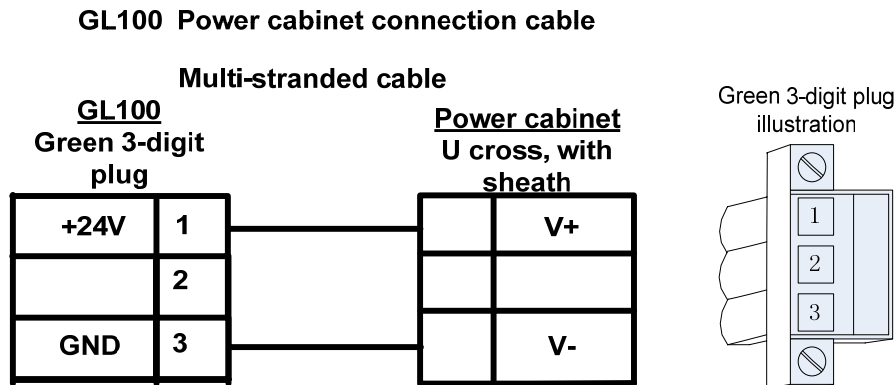 GL100 Power cabinet connection cable
Multi-stranded cable
GL100
Green 3-digit
plug
Power cabinet
U cross, with
sheath
Green 3-digit plug
illustration
+24V 1 V+
2
GND 3 V-
1
2
3